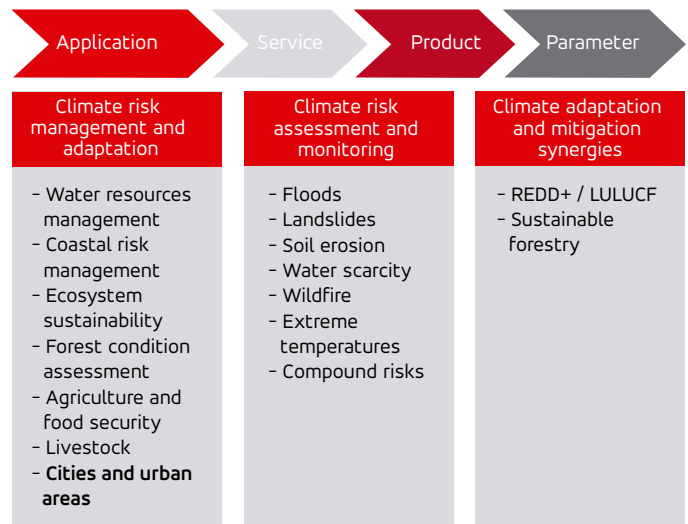 Application
Service
Product
Parameter
Climate risk
management and
adaptation
- Water resources
management
- Coastal risk
management
- Ecosystem
sustainability
- Forest condition
assessment
- Agriculture and
food security
- Livestock
- Cities and urban
areas
Climate risk
assessment and
monitoring
- Floods
- Landslides
- Soil erosion
- Water scarcity
- Wildfire
- Extreme
temperatures
- Compound risks
Climate adaptation
and mitigation
synergies
- REDD+ / LULUCF
- Sustainable
forestry